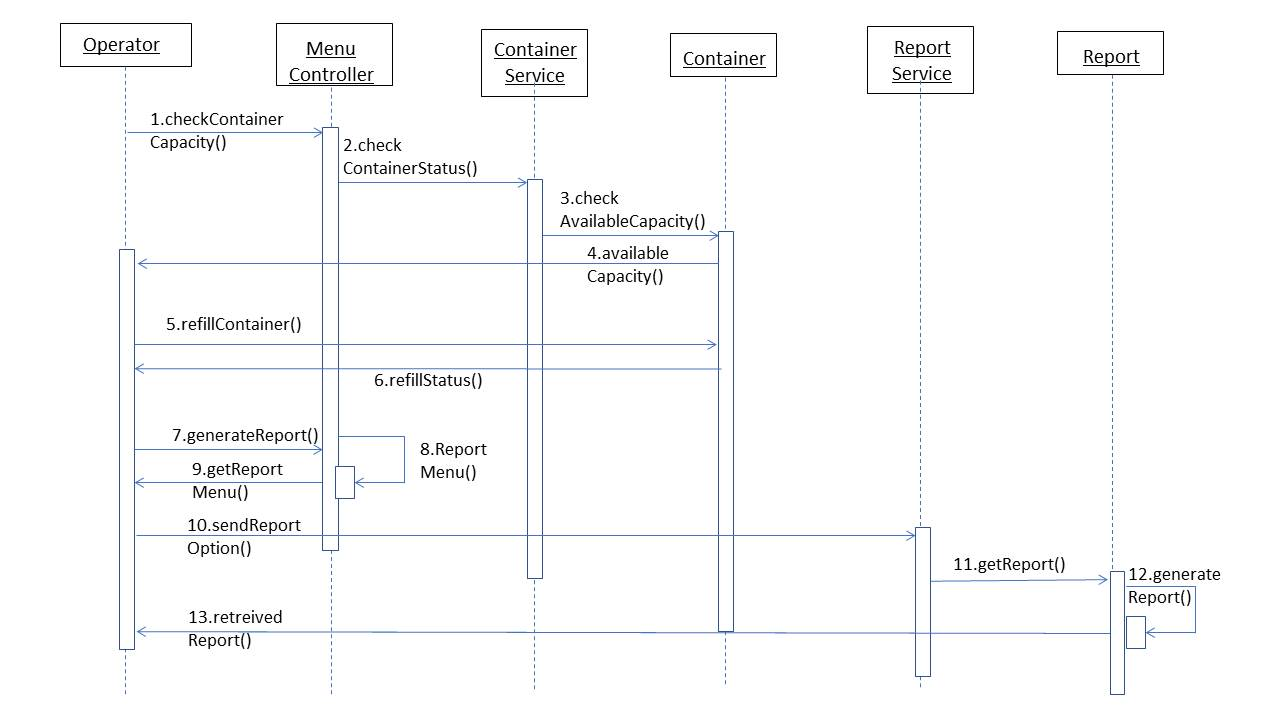 Operator
Menu
Controller
Container
Service
Container
Report
Service
Report
1.checkContainer
Capacity()
2.check
ContainerStatus()
3.check
AvailableCapacity()
4.available
Capacity()
5.refillContainer()
6.refillStatus()
7.generateReport()
8.Report
Menu()
9.getReport
Menu()
10.sendReport
Option()
11.getReport()
12.generate
Report()
13.retreived
Report()